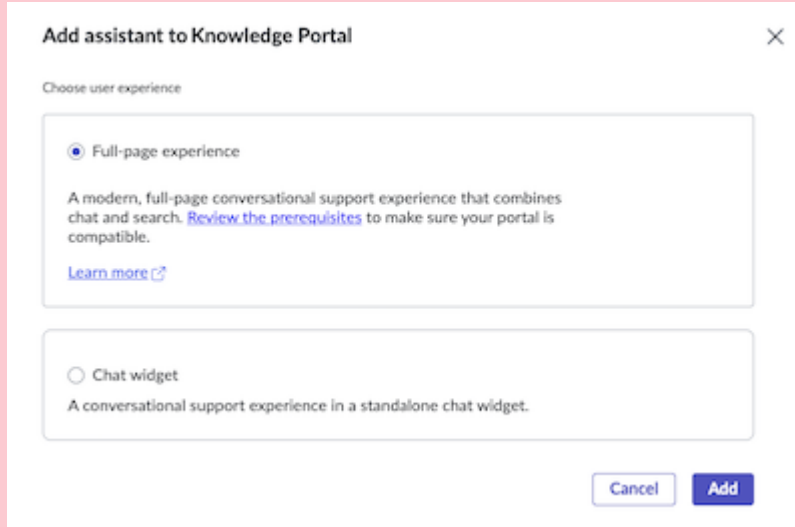 Add assistant to Knowledge Portal
Choose user experience
Full-page experience
A modern, full-page conversational support experience that combines
chat and search. Review the prerequisites to make sure your portal is
compatible.
Learn more
Chat widget
A conversational support experience in a standalone chat widget.
Cancel Add